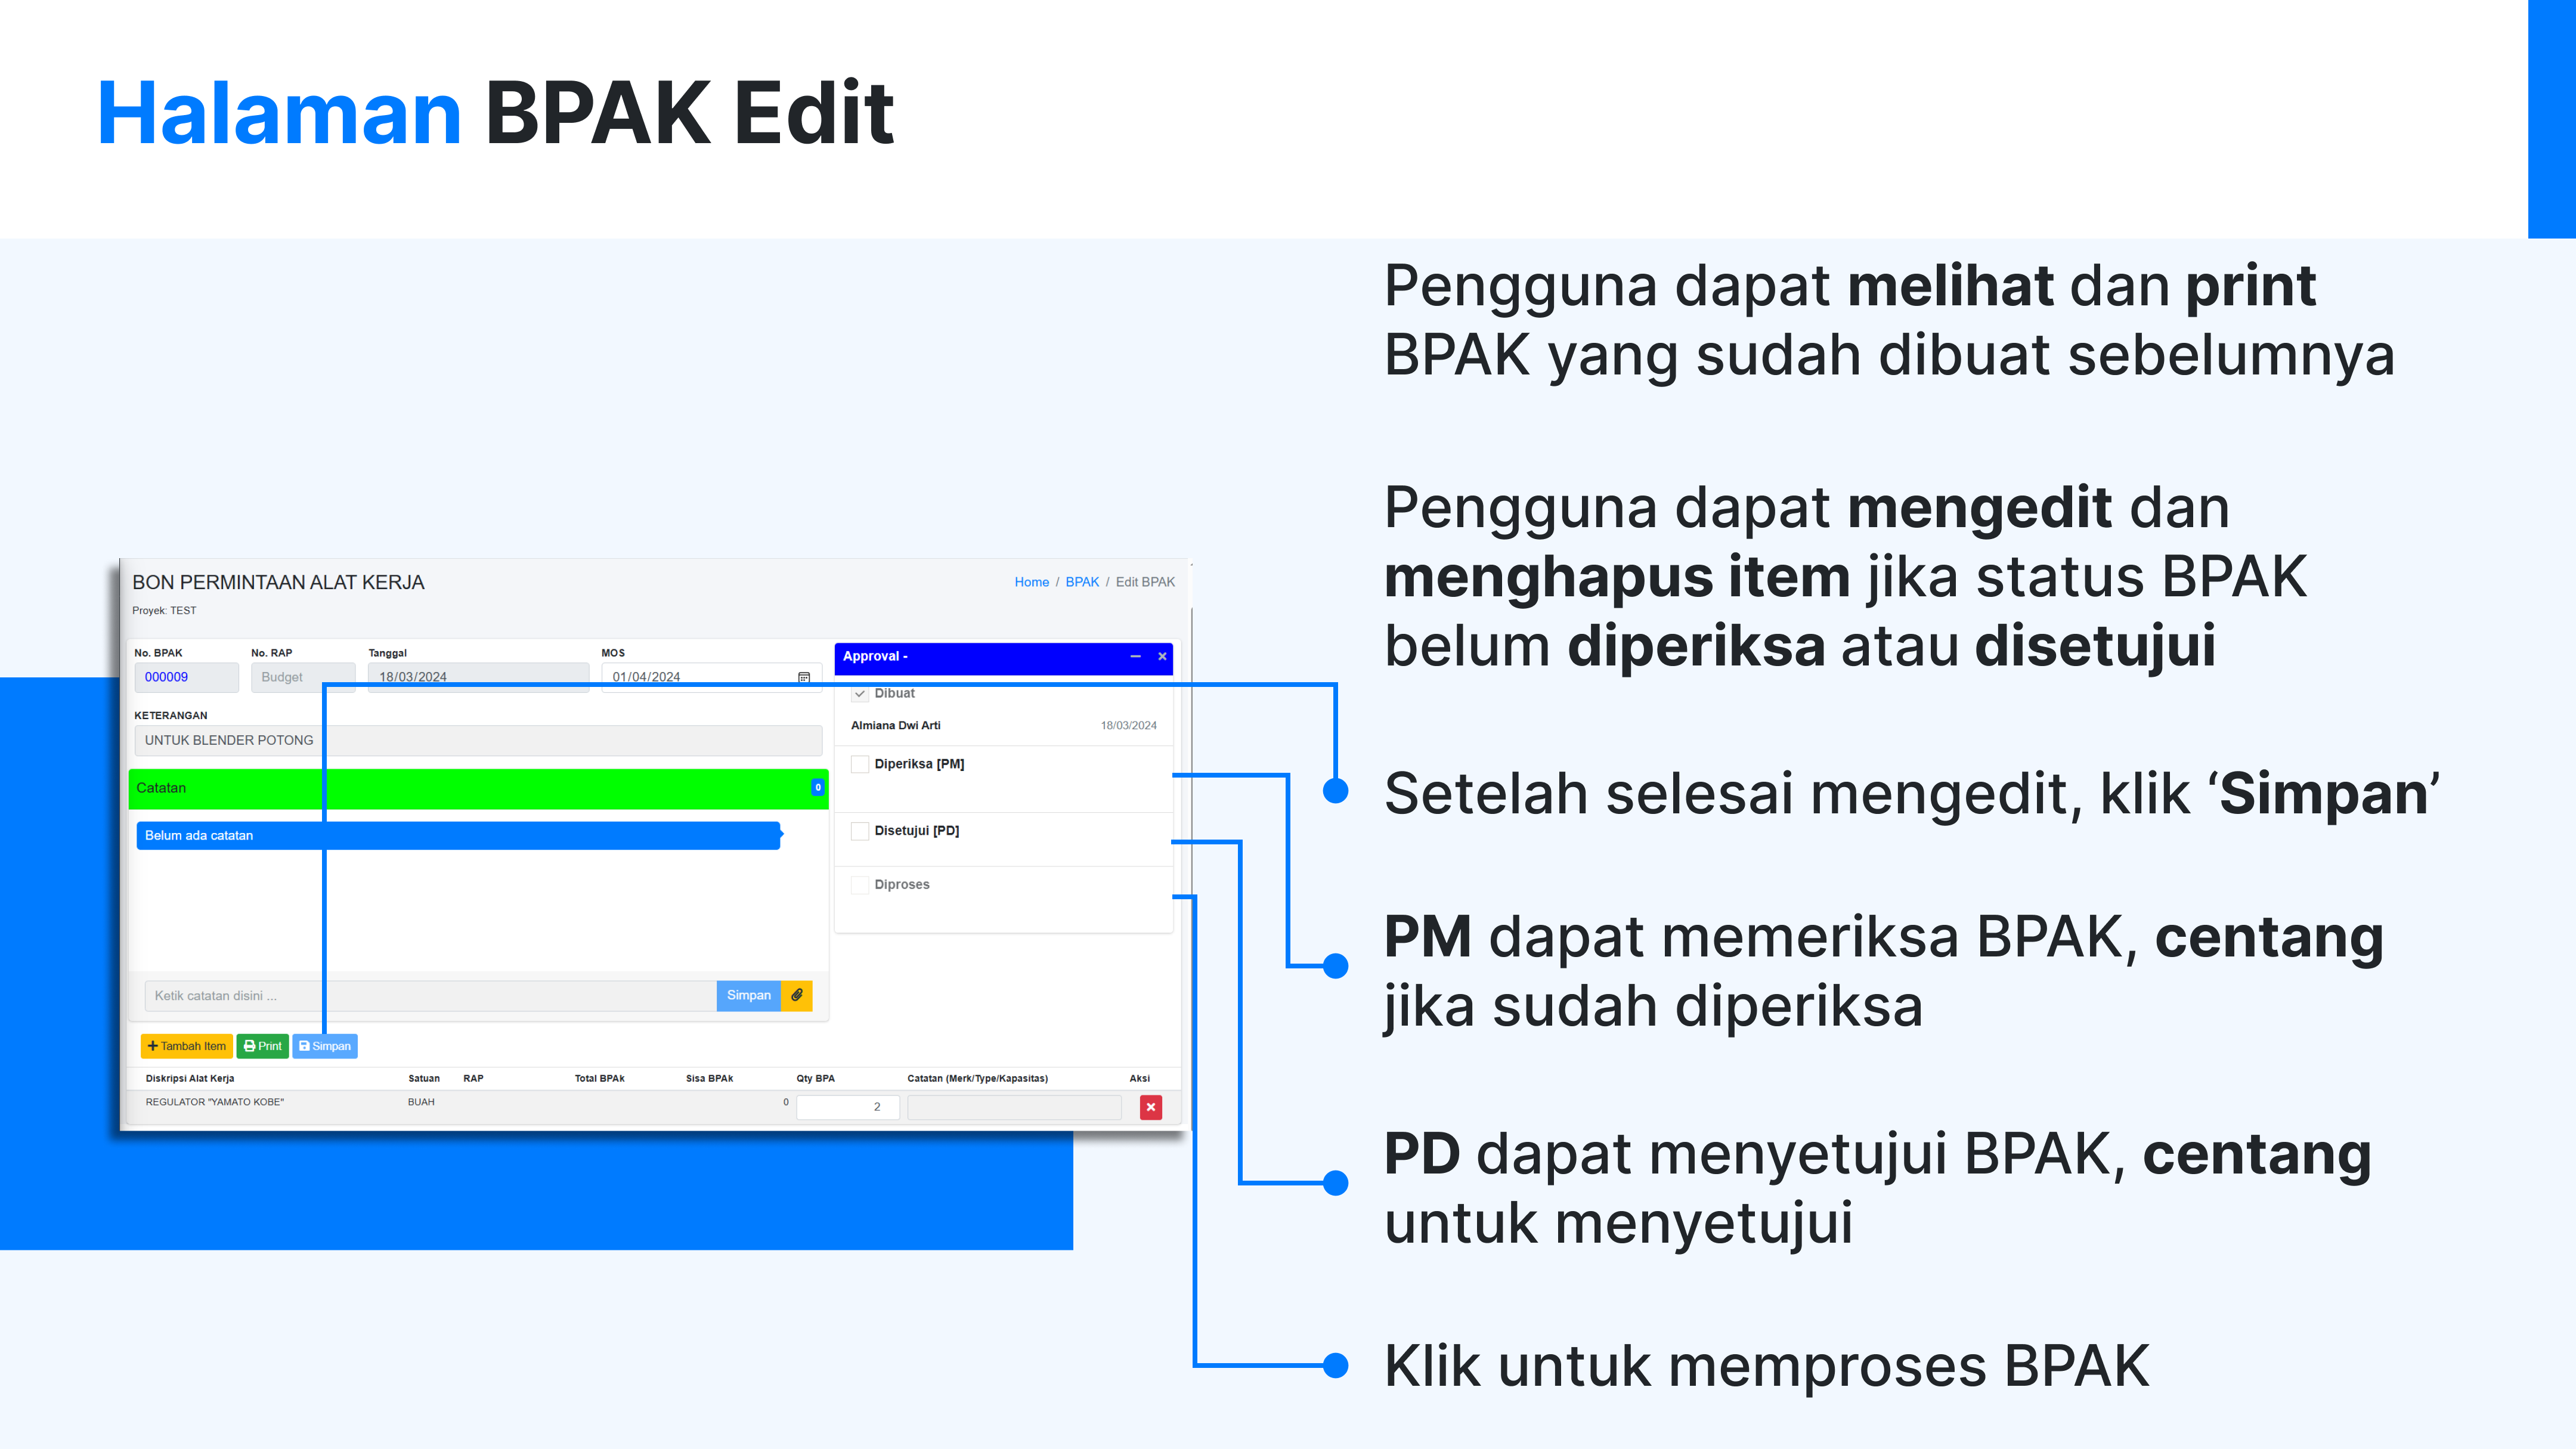 Halaman BPAK Edit
Pengguna dapat melihat dan print
BPAK yang sudah dibuat sebelumnya
Pengguna dapat mengedit dan
menghapus item jika status BPAK
belum diperiksa atau disetujui
Setelah selesai mengedit, klik ‘Simpan’
PM dapat memeriksa BPAK, centang
jika sudah diperiksa
PD dapat menyetujui BPAK, centang
untuk menyetujui
Klik untuk memproses BPAK
BON PERMINTAAN ALAT KERJA
Home / BPAK / Edit BPAK
Proyek: TEST
No. BPAK No. RAP Tanggal MOS
000009 Budget 18/03/2024 01/04/2024
KETERANGAN
UNTUK BLENDER POTONG
Catatan 0
Belum ada catatan
Ketik catatan disini ... Simpan
Approval -
Dibuat
Almiana Dwi Arti 18/03/2024
Diperiksa [PM]
Disetujui [PD]
Diproses
Tambah Item Print Simpan
Diskripsi Alat Kerja Satuan RAP Total BPAk Sisa BPAk Qty BPA Catatan (Merk/Type/Kapasitas) Aksi
REGULATOR "YAMATO KOBE" BUAH 0 2